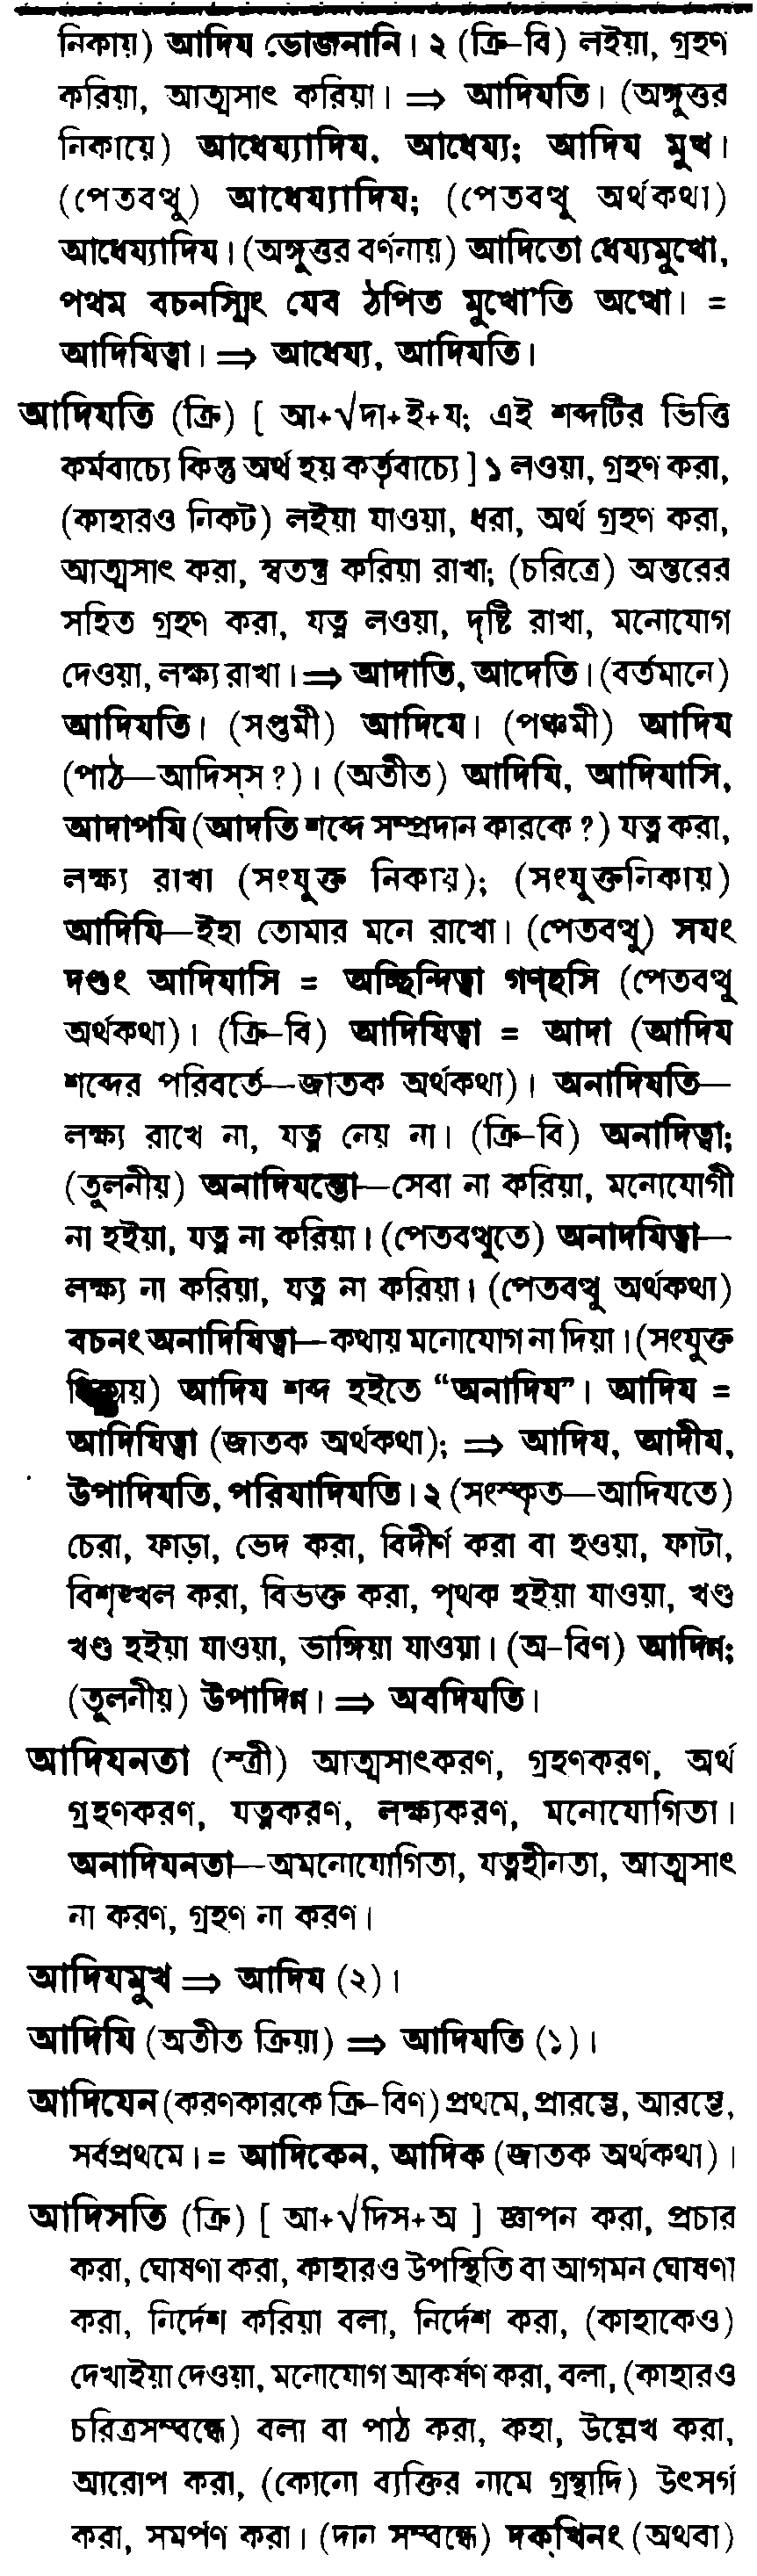 নিকায়) আদিয ভোজনানি। ২ (ক্রি-বি) লইয়া, গ্রহণ
করিয়া, আত্মসাৎ করিয়া। ⇒ আদিযতি। (অঙ্গুত্তর
নিকায়ে) আধেয্যাদিয, আধেয্য; আদিয মুখ।
(পেতবত্থু) আধেয্যাদিয; (পেতবত্থু অর্থকথা)
আধেয্যাদিয। (অঙ্গুত্তর বর্ণনায়) আদিতো ধেয্যমুখো,
পথম বচনস্মিং যেব ঠপিত মুখো'তি অত্থো। =
আদিযিত্বা। ⇒ আধেয্য, আদিযতি।
আদিযতি (ক্রি) [ আ+√দা+ই+য; এই শব্দটির ভিত্তি
কর্মবাচ্যে কিন্তু অর্থ হয় কর্তৃবাচ্যে ] ১ লওয়া, গ্রহণ করা,
(কাহারও নিকট) লইয়া যাওয়া, ধরা, অর্থ গ্রহণ করা,
আত্মসাৎ করা, স্বতন্ত্র করিয়া রাখা; (চরিত্রে) অন্তরের
সহিত গ্রহণ করা, যত্ন লওয়া, দৃষ্টি রাখা, মনোযোগ
দেওয়া, লক্ষ্য রাখা। ⇒ আদাতি, আদেতি। (বর্তমানে)
আদিযতি। (সপ্তমী) আদিযে। (পঞ্চমী) আদিয
(পাঠ—আদিস্স ?)। (অতীত) আদিযি, আদিযাসি,
আদাপযি (আদতি শব্দে সম্প্রদান কারকে ?) যত্ন করা,
লক্ষ্য রাখা (সংযুক্ত নিকায়); (সংযুক্তনিকায়)
আদিযি—ইহা তোমার মনে রাখো। (পেতবত্থু) সমং
দণ্ডং আদিযাসি = অচ্ছিন্দিত্বা গণ্হসি (পেতবত্থু
অর্থকথা)। (ক্রি-বি) আদিযিত্বা = আদা (আদিয
শব্দের পরিবর্তে—জাতক অর্থকথা)। অনাদিযতি—
লক্ষ্য রাখে না, যত্ন নেয় না। (ক্রি-বি) অনাদিত্বা;
(তুলনীয়) অনাদিযন্তো—সেবা না করিয়া, মনোযোগী
না হইয়া, যত্ন না করিয়া। (পেতবত্থুতে) অনাদযিত্বা—
লক্ষ্য না করিয়া, যত্ন না করিয়া। (পেতবত্থু অর্থকথা)
বচনং অনাদিযিত্বা—কথায় মনোযোগ না দিয়া। (সংযুক্ত
নিকায়) আদিয শব্দ হইতে “অনাদিয”। আদিয =
আদিযিত্বা (জাতক অর্থকথা); ⇒ আদিয, আদীয,
উপাদিযতি, পরিযাদিযতি। ২ (সংস্কৃত—আদিযতে)
চেরা, ফাড়া, ভেদ করা, বিদীর্ণ করা বা হওয়া, ফাটা,
বিশৃঙ্খল করা, বিভক্ত করা, পৃথক হইয়া যাওয়া, খণ্ড
খণ্ড হইয়া যাওয়া, ভাঙ্গিয়া যাওয়া। (অ-বিণ) আদিন্ন;
(তুলনীয়) উপাদিন্ন। ⇒ অবদিযতি।
আদিযনতা (স্ত্রী) আত্মসাৎকরণ, গ্রহণকরণ, অর্থ
গ্রহণকরণ, যত্নকরণ, লক্ষ্যকরণ, মনোযোগিতা।
অনাদিযনতা—অমনোযোগিতা, যত্নহীনতা, আত্মসাৎ
না করণ, গ্রহণ না করণ।
আদিযমুখ ⇒ আদিয (২)।
আদিযি (অতীত ক্রিয়া) ⇒ আদিযতি (১)।
আদিযেন (করণকারকে ক্রি-বিণ) প্রথমে, প্রারম্ভে, আরম্ভে,
সর্বপ্রথমে। = আদিকেন, আদিক (জাতক অর্থকথা)।
আদিসতি (ক্রি) [ আ+√দিস+অ ] জ্ঞাপন করা, প্রচার
করা, ঘোষণা করা, কাহারও উপস্থিতি বা আগমন ঘোষণা
করা, নির্দেশ করিয়া বলা, নির্দেশ করা, (কাহাকেও)
দেখাইয়া দেওয়া, মনোযোগ আকর্ষণ করা, বলা, (কাহারও
চরিত্রসম্বন্ধে) বলা বা পাঠ করা, কহা, উল্লেখ করা,
আরোপ করা, (কোনো ব্যক্তির নামে গ্রন্থাদি) উৎসর্গ
করা, সমর্পণ করা। (দান সম্বন্ধে) দক্খিনং (অথবা)